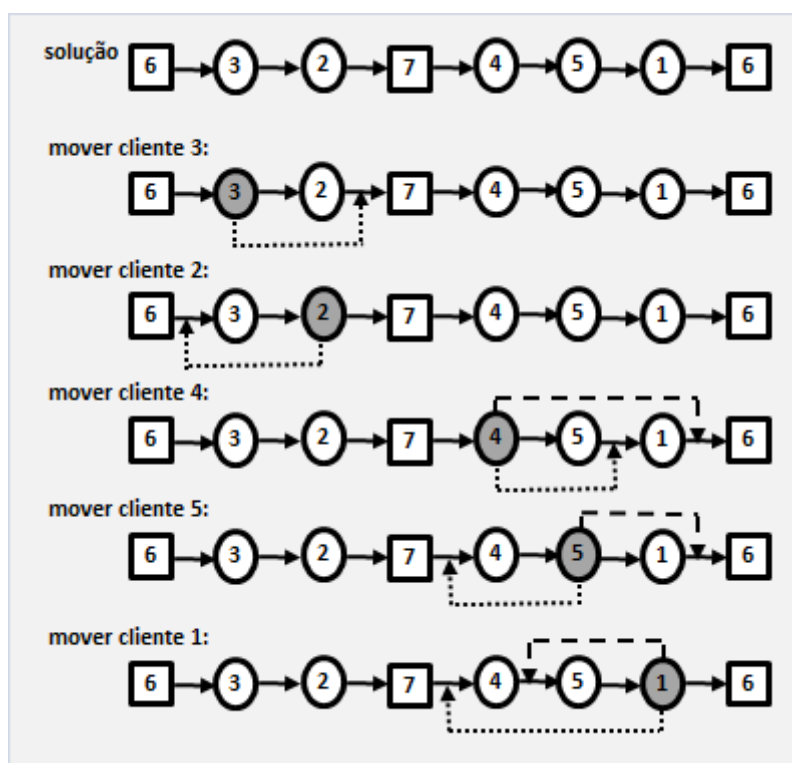 solução 6 3 2 7 4 5 1 6
mover cliente 3:
6 3 2 7 4 5 1 6
mover cliente 2:
6 3 2 7 4 5 1 6
mover cliente 4:
6 3 2 7 4 5 1 6
mover cliente 5:
6 3 2 7 4 5 1 6
mover cliente 1:
6 3 2 7 4 5 1 6